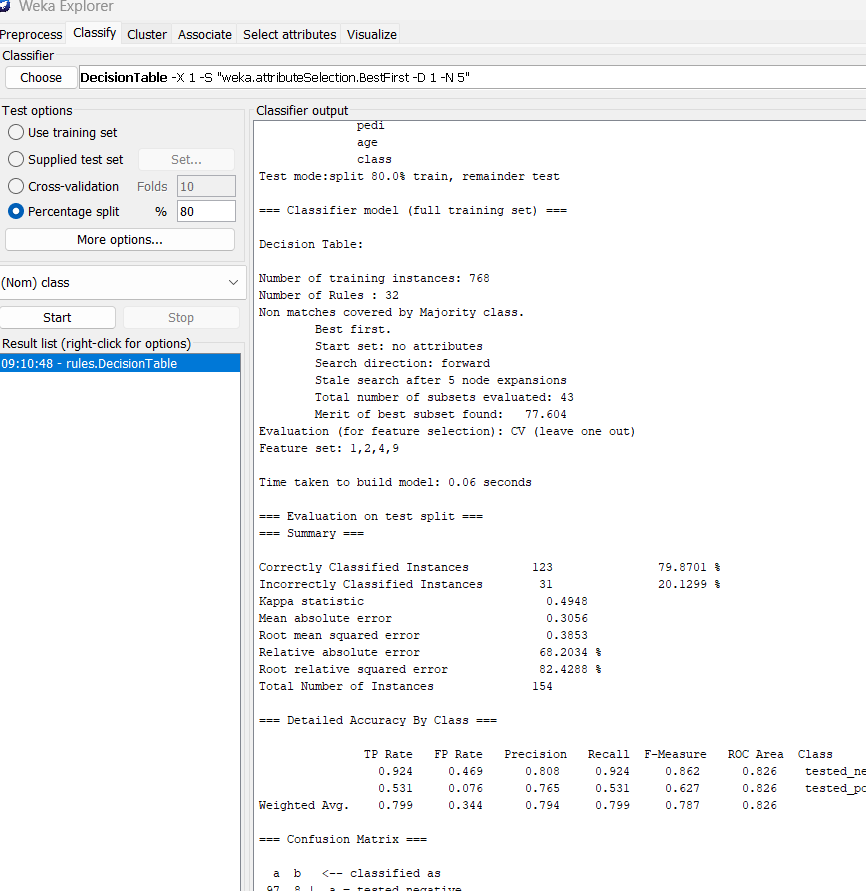 Weka Explorer
Preprocess Classify Cluster Associate Select attributes Visualize
Classifier
Choose DecisionTable -X 1 -S "weka.attributeSelection.BestFirst -D 1 -N 5"
Test options
Use training set
Supplied test set Set...
Cross-validation Folds 10
Percentage split % 80
More options...
(Nom) class
Start Stop
Result list (right-click for options)
09:10:48 - rules.DecisionTable
Classifier output
pedi
age
class
Test mode:split 80.0% train, remainder test
=== Classifier model (full training set) ===
Decision Table:
Number of training instances: 768
Number of Rules : 32
Non matches covered by Majority class.
Best first.
Start set: no attributes
Search direction: forward
Stale search after 5 node expansions
Total number of subsets evaluated: 43
Merit of best subset found: 77.604
Evaluation (for feature selection): CV (leave one out)
Feature set: 1,2,4,9
Time taken to build model: 0.06 seconds
=== Evaluation on test split ===
=== Summary ===
Correctly Classified Instances 123 79.8701 %
Incorrectly Classified Instances 31 20.1299 %
Kappa statistic 0.4948
Mean absolute error 0.3056
Root mean squared error 0.3853
Relative absolute error 68.2034 %
Root relative squared error 82.4288 %
Total Number of Instances 154
=== Detailed Accuracy By Class ===
TP Rate FP Rate Precision Recall F-Measure ROC Area Class
0.924 0.469 0.808 0.924 0.862 0.826 tested_ne
0.531 0.076 0.765 0.531 0.627 0.826 tested_po
Weighted Avg. 0.799 0.344 0.794 0.799 0.787 0.826
=== Confusion Matrix ===
a b <-- classified as
97 8 | a = tested_negative